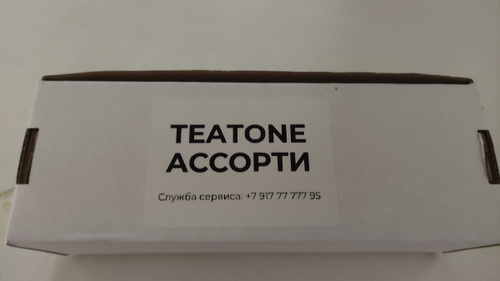 TEATONE
АССОРТИ
Служба сервиса: +7 917 77 777 95